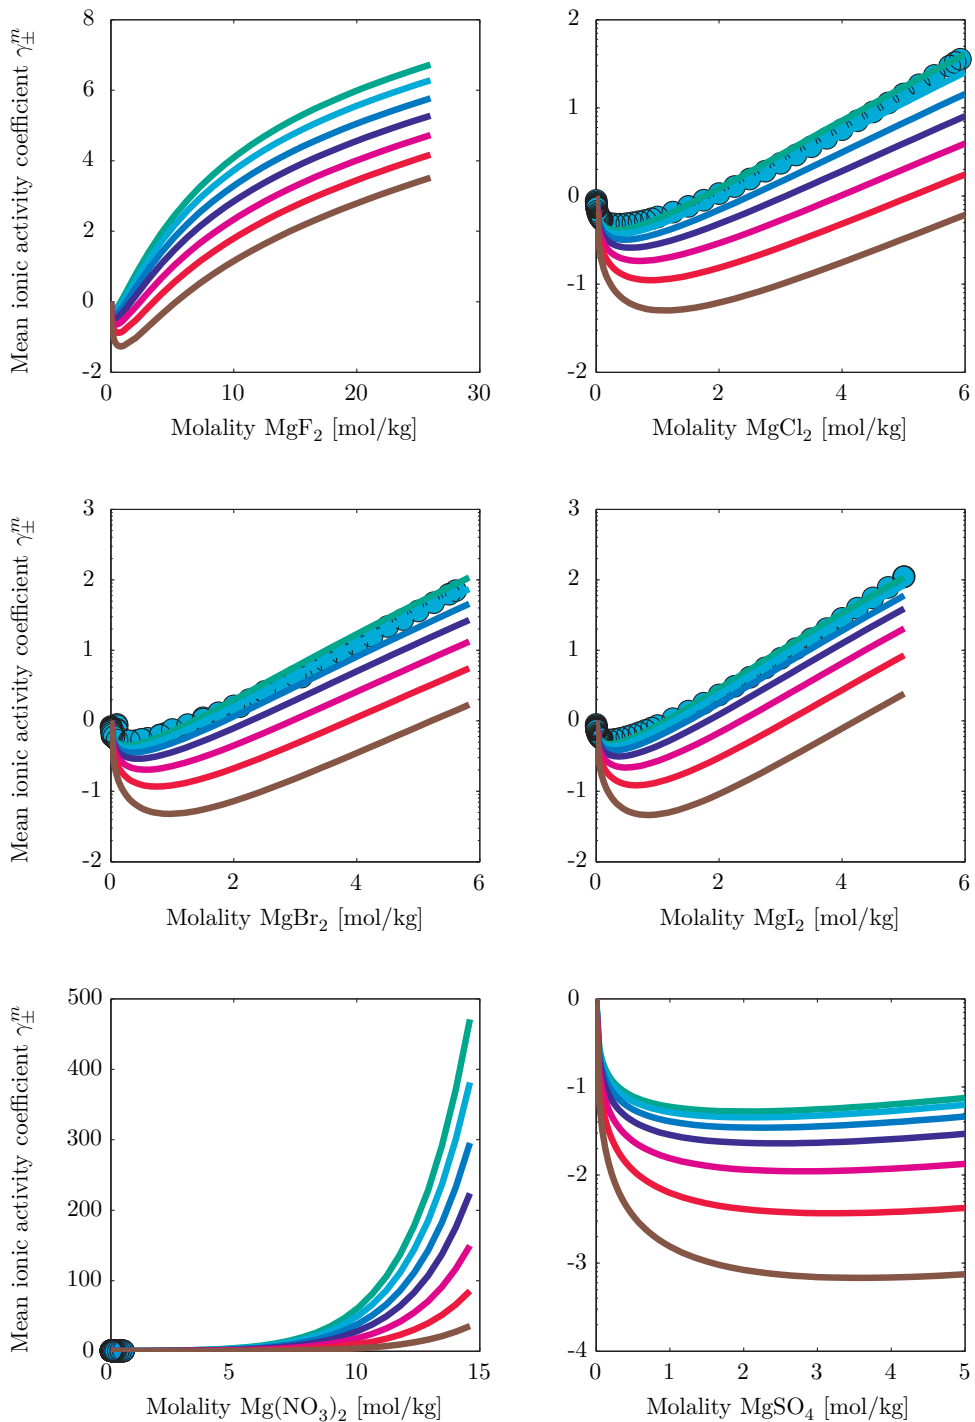 Mean ionic activity coefficient γ±^m
8
6
4
2
0
-2
0 10 20 30
Molality MgF₂ [mol/kg]
2
1
0
-1
-2
0 2 4 6
Molality MgCl₂ [mol/kg]
Mean ionic activity coefficient γ±^m
3
2
1
0
-1
-2
0 2 4 6
Molality MgBr₂ [mol/kg]
3
2
1
0
-1
-2
0 2 4 6
Molality MgI₂ [mol/kg]
Mean ionic activity coefficient γ±^m
500
400
300
200
100
0
0 5 10 15
Molality Mg(NO₃)₂ [mol/kg]
0
-1
-2
-3
-4
0 1 2 3 4 5
Molality MgSO₄ [mol/kg]